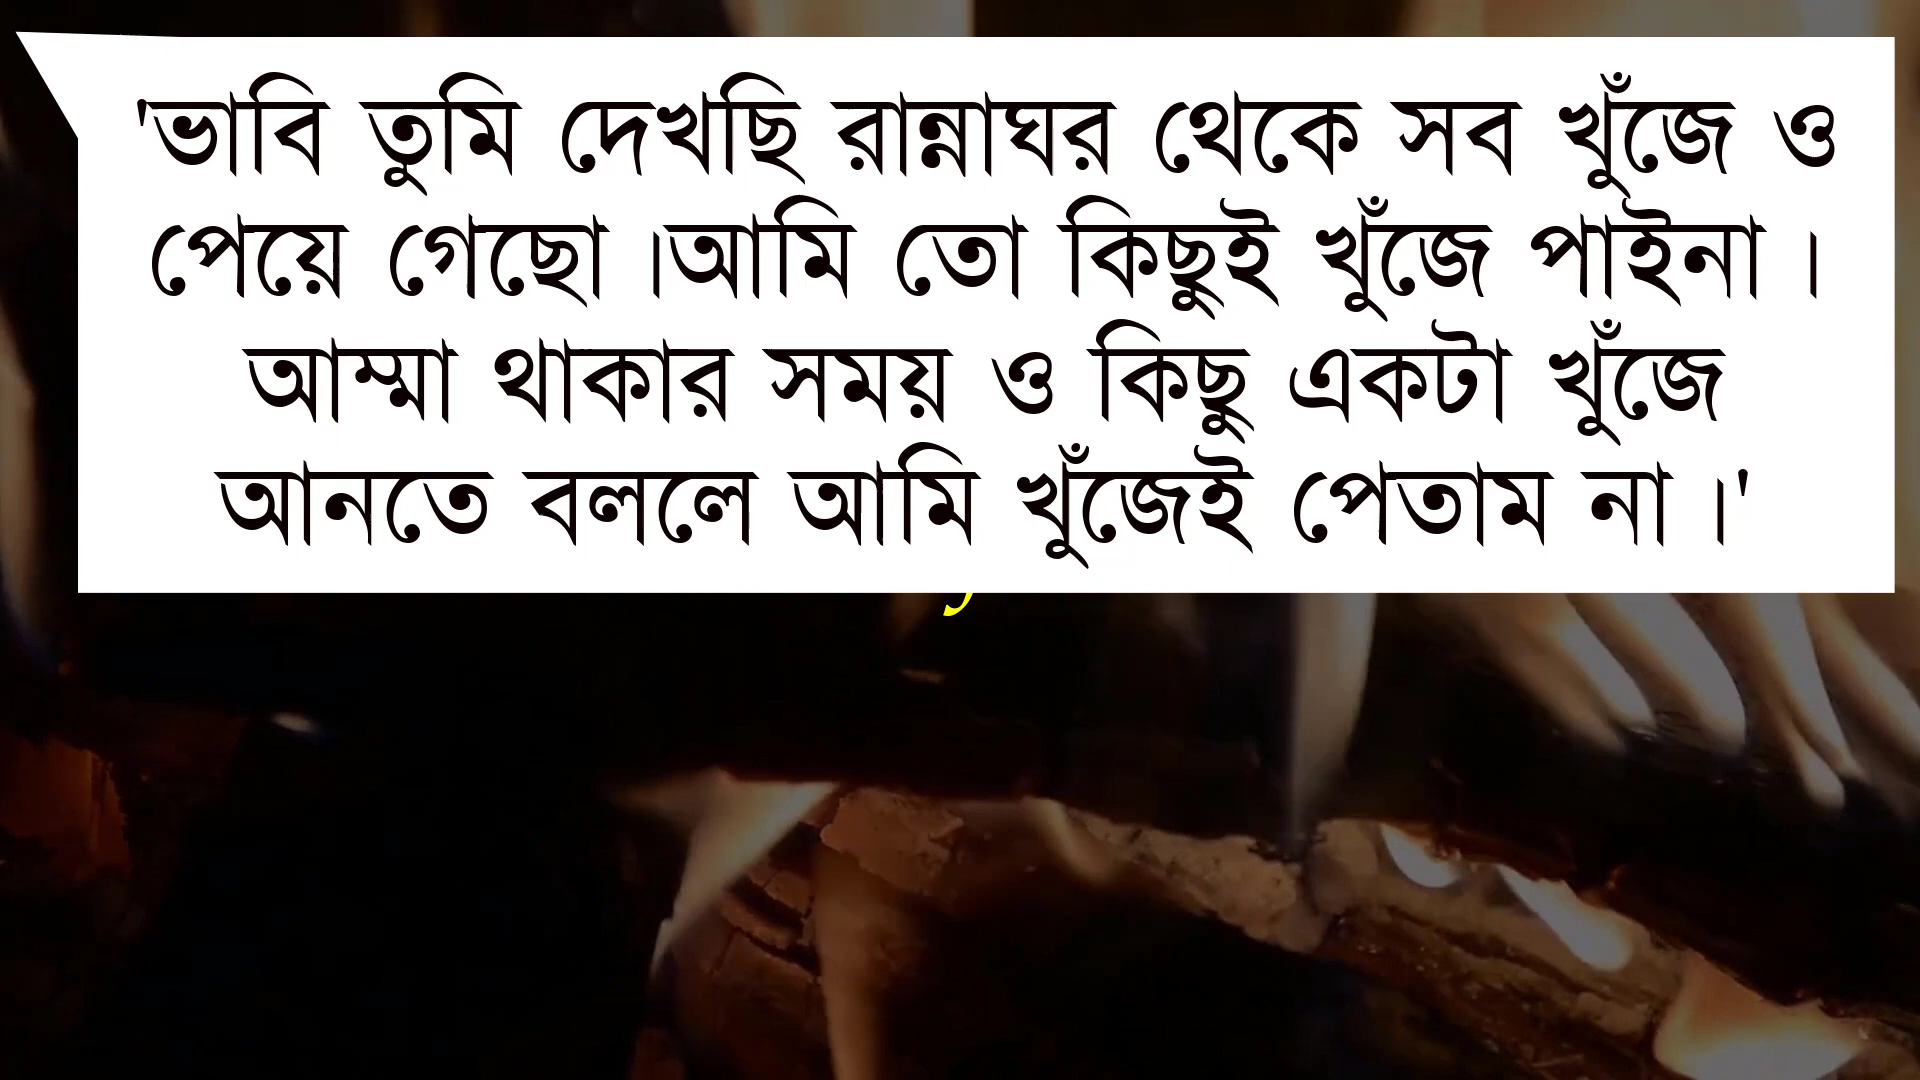 'ভাবি তুমি দেখছি রান্নাঘর থেকে সব খুঁজে ও
পেয়ে গেছো ।আমি তো কিছুই খুঁজে পাইনা ।
আম্মা থাকার সময় ও কিছু একটা খুঁজে
আনতে বললে আমি খুঁজেই পেতাম না ।'